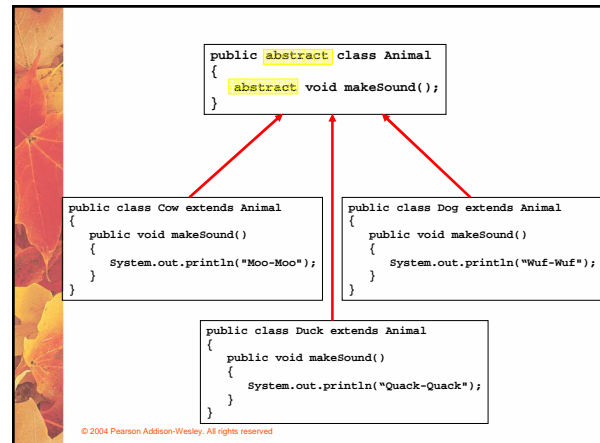 public abstract class Animal
{
abstract void makeSound();
}
public class Cow extends Animal
{
public void makeSound()
{
System.out.println("Moo-Moo");
}
}
public class Dog extends Animal
{
public void makeSound()
{
System.out.println(“Wuf-Wuf");
}
}
public class Duck extends Animal
{
public void makeSound()
{
System.out.println(“Quack-Quack");
}
}
© 2004 Pearson Addison-Wesley. All rights reserved